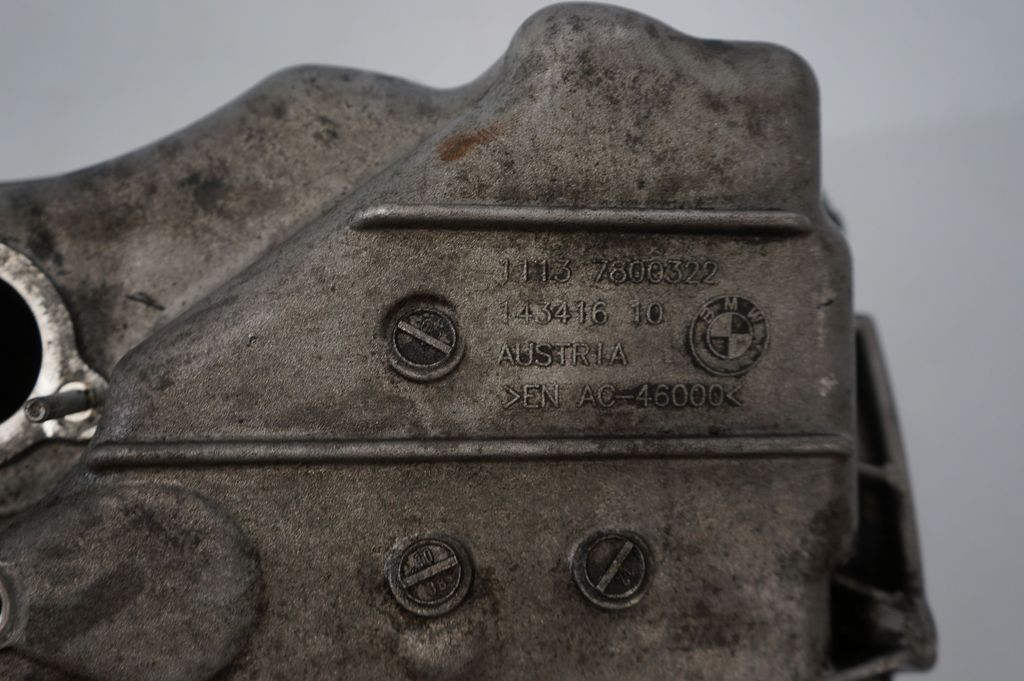 1113 7800322
143416 10
AUSTRIA
>EN AC-46000<
BMW